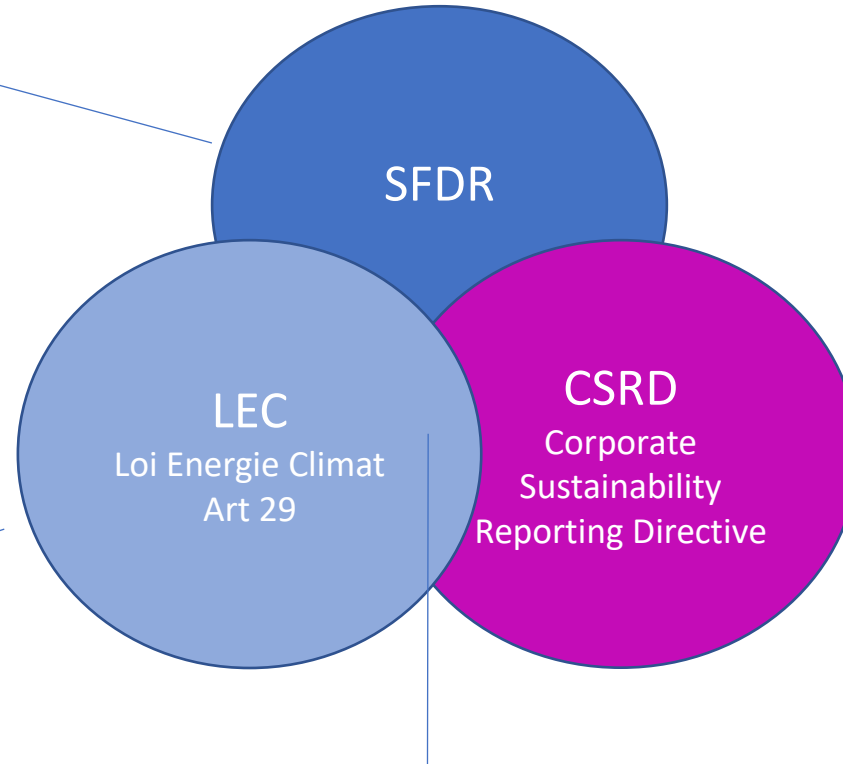 SFDR
LEC
Loi Energie Climat
Art 29
CSRD
Corporate
Sustainability
Reporting Directive